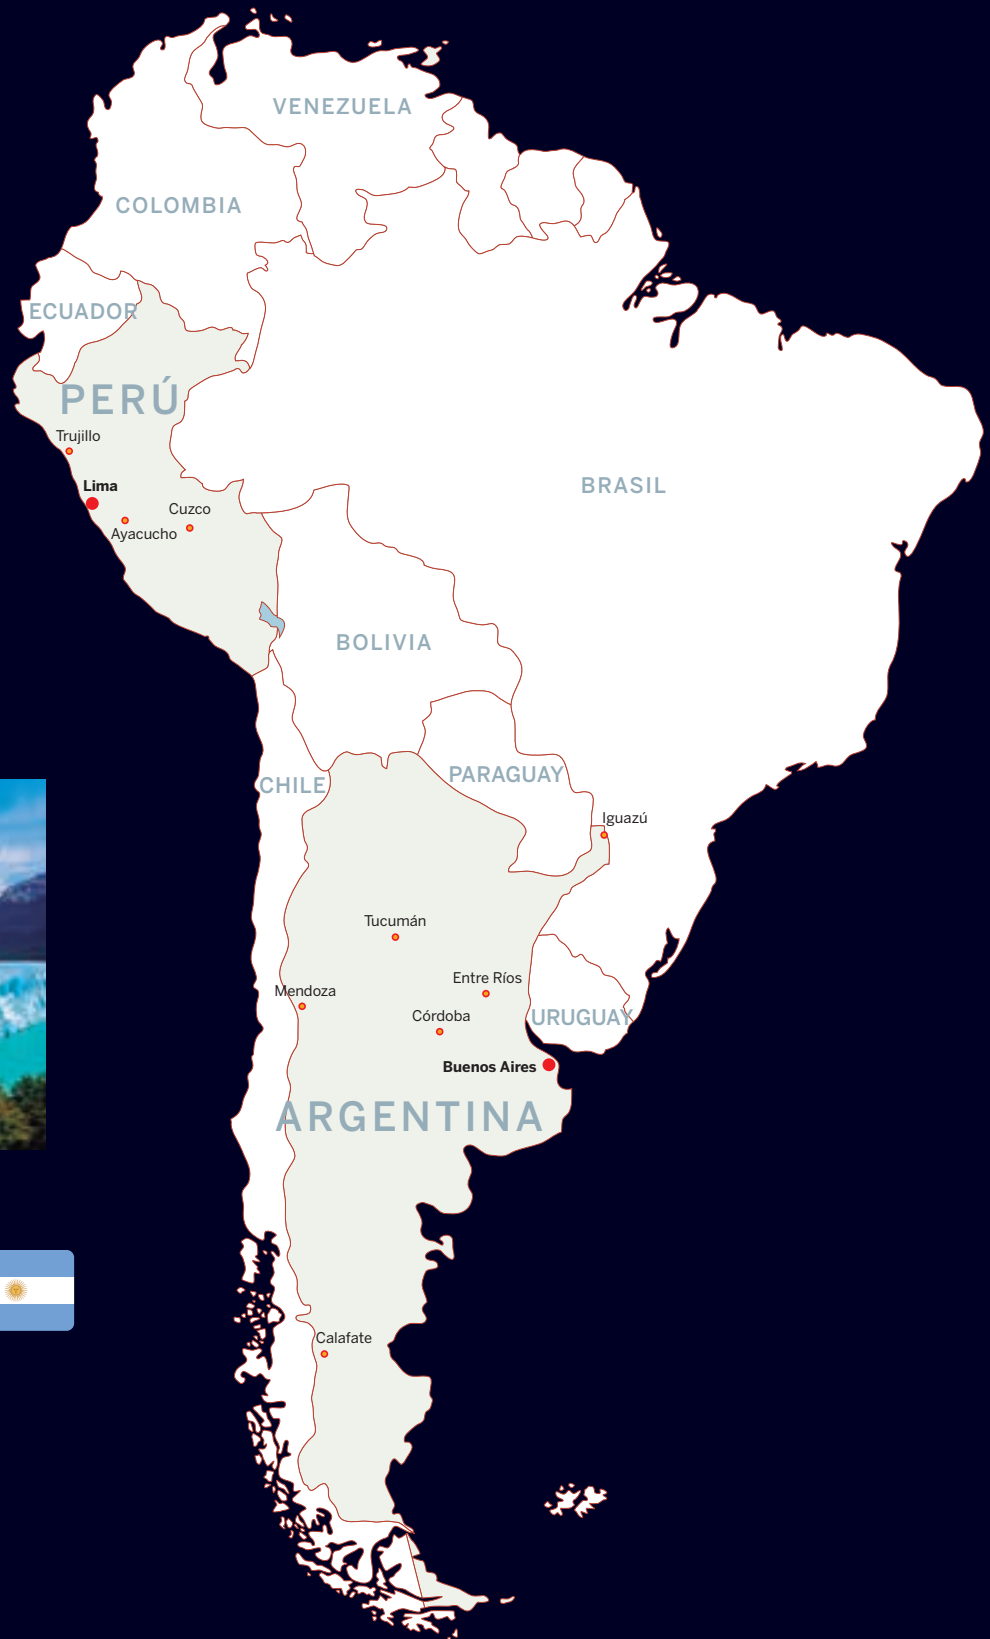 VENEZUELA
COLOMBIA
ECUADOR
PERÚ
Trujillo
Lima
Cuzco
Ayacucho
BRASIL
BOLIVIA
PARAGUAY
CHILE
Iguazú
Tucumán
Entre Ríos
Mendoza
Córdoba
URUGUAY
Buenos Aires
ARGENTINA
Calafate